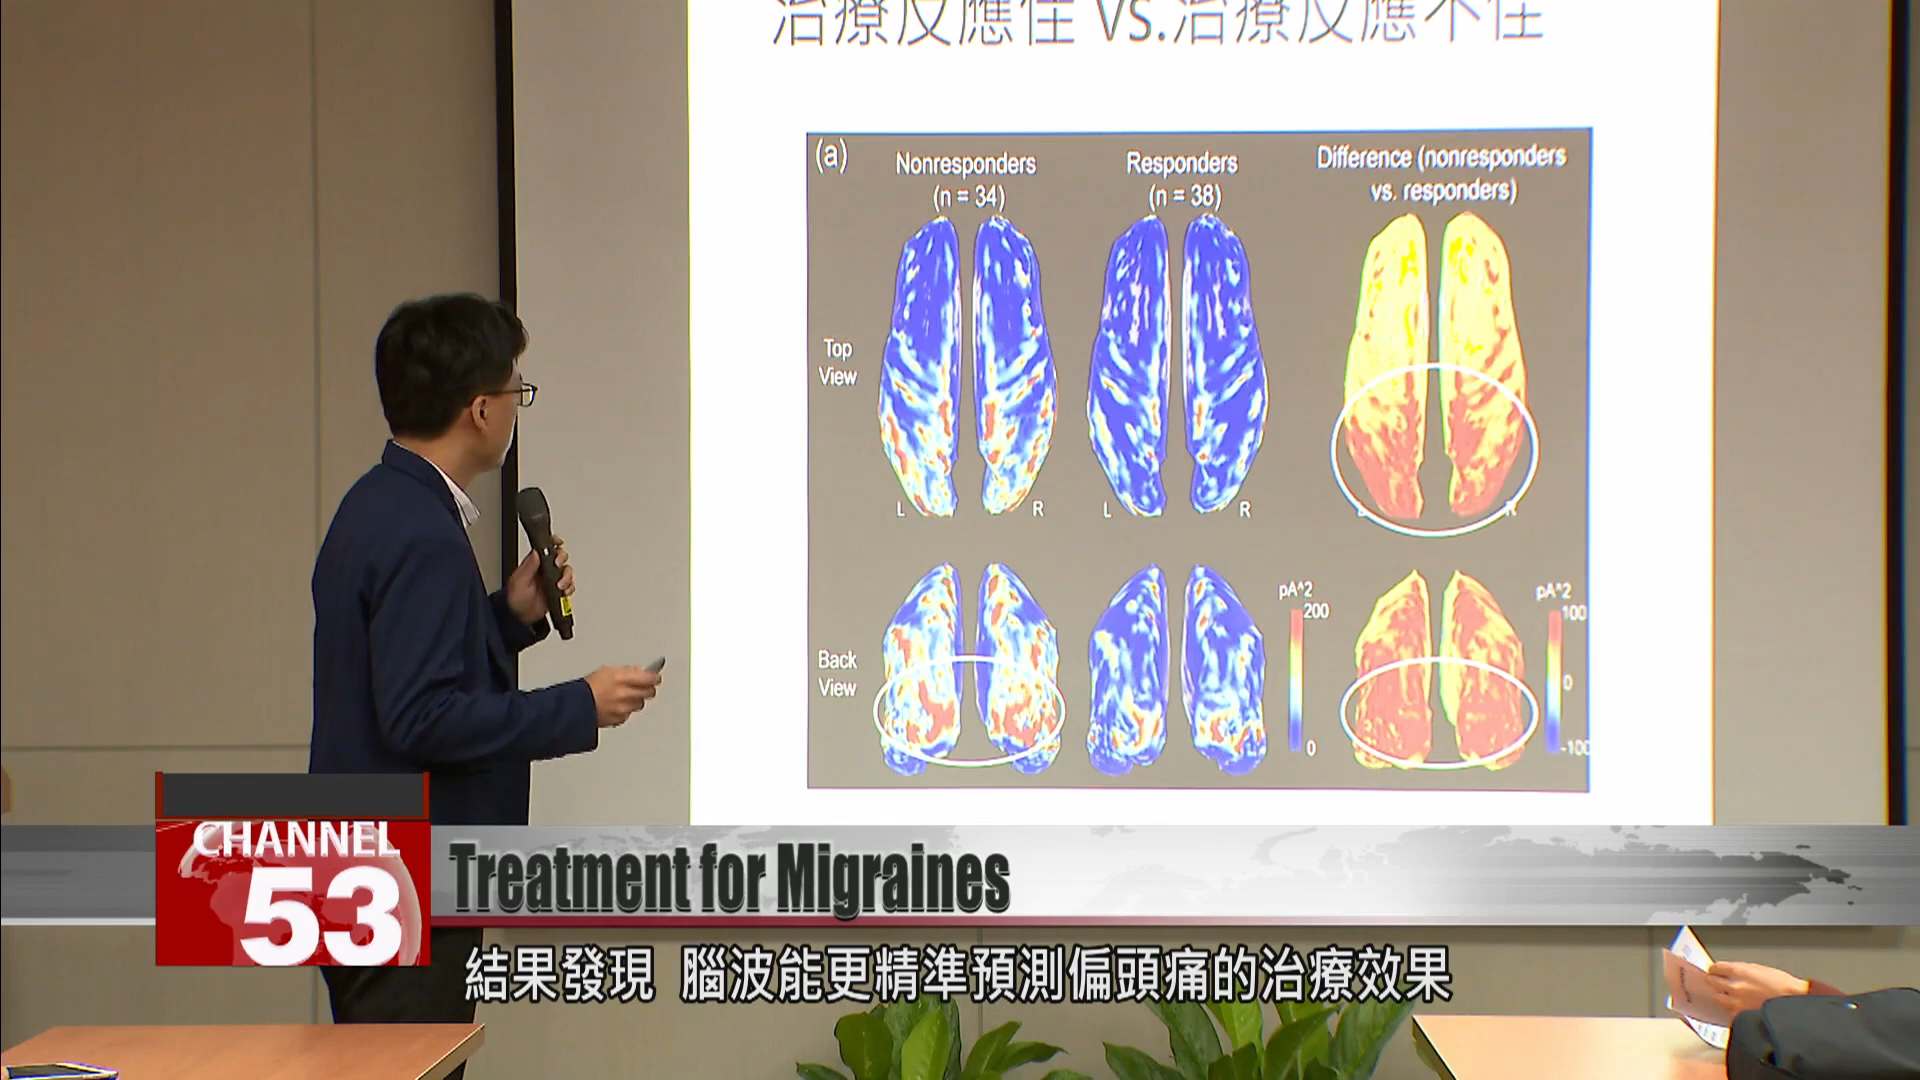 治療反應佳 vs.治療反應不佳
(a)
Nonresponders
(n = 34)
Responders
(n = 38)
Difference (nonresponders
vs. responders)
Top
View
L
R
L
R
R
Back
View
pA^2
200
0
pA^2
100
0
-100
CHANNEL
53
Treatment for Migraines
結果發現 腦波能更精準預測偏頭痛的治療效果